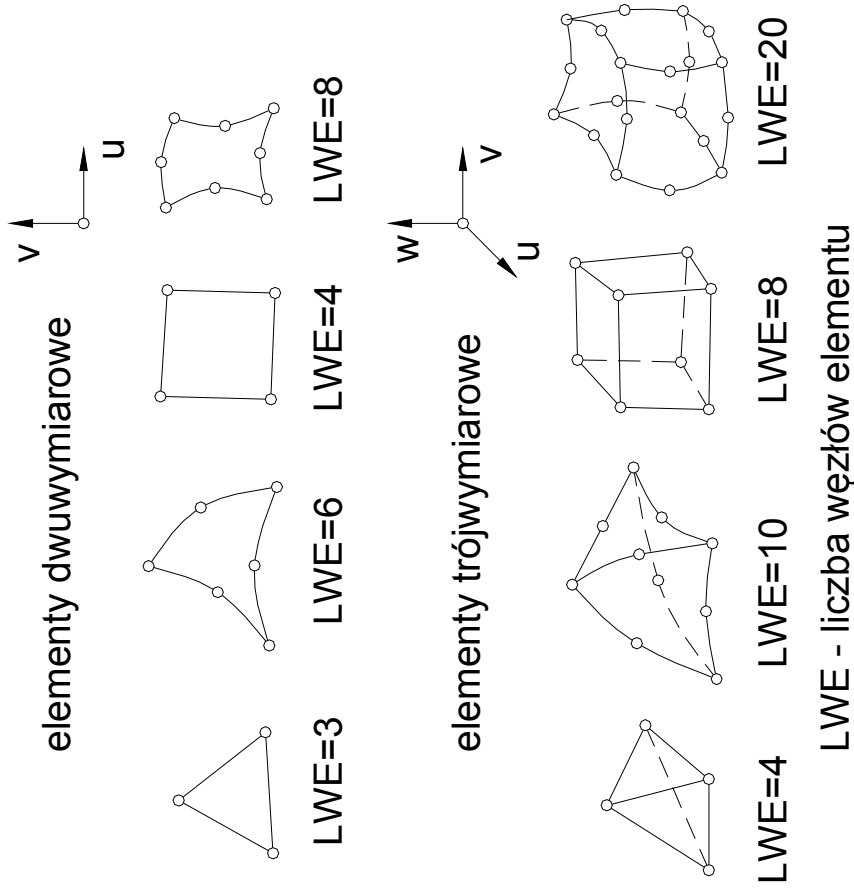 elementy dwuwymiarowe
v
u
LWE=3
LWE=6
LWE=4
LWE=8
elementy trójwymiarowe
w
v
u
LWE=4
LWE=10
LWE=8
LWE=20
LWE - liczba węzłów elementu